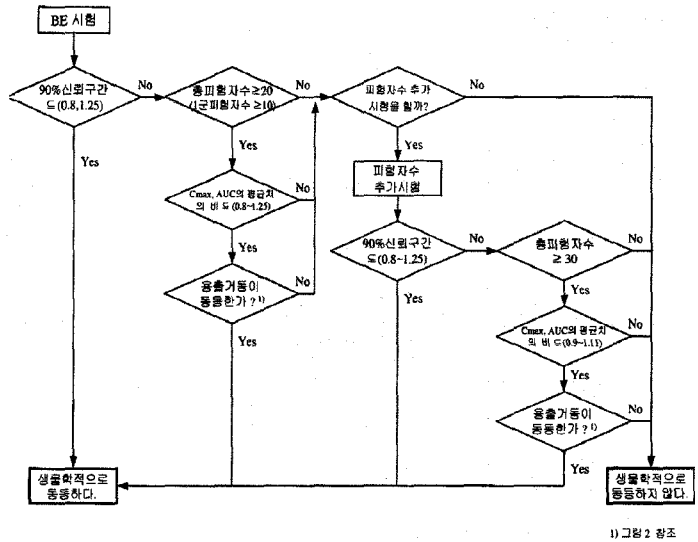 BE 시험
90%신뢰구간
⊆(0.8,1.25)
No
총피험자수≥20
(1군피험자수 ≥10)
No
피험자수 추가
시험을 할까?
No
Yes
Yes
Yes
Cmax, AUC의 평균치
의 비 ⊆(0.8~1.25)
No
피험자수
추가시험
Yes
90%신뢰구간
⊆(0.8~1.25)
No
총피험자수
≥ 30
No
용출거동이
동등한가 ? 1)
No
Yes
Yes
Yes
Cmax, AUC의 평균치
의 비 ⊆(0.9~1.11)
No
Yes
용출거동이
동등한가 ? 1)
No
Yes
생물학적으로
동등하다.
생물학적으로
동등하지 않다.
1) 그림 2 참조